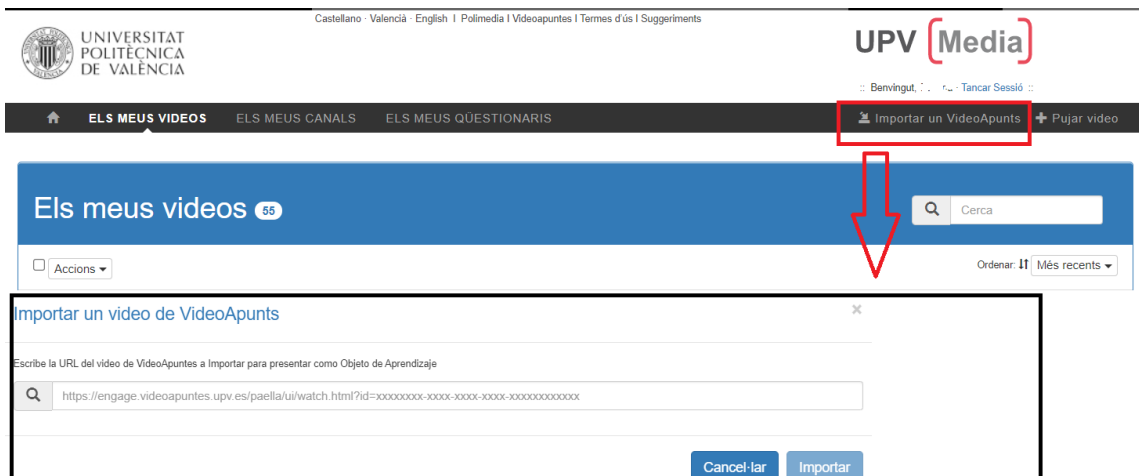 Castellano · Valencià · English I Polimedia I Videoapuntes I Termes d'ús I Suggeriments
UNIVERSITAT
POLITÈCNICA
DE VALÈNCIA
UPV [Media]
:: Benvingut, · Tancar Sessió ::
ELS MEUS VIDEOS ELS MEUS CANALS ELS MEUS QÜESTIONARIS Importar un VideoApunts Pujar video
Els meus videos 55 Cerca
Accions Ordenar: Més recents
Importar un video de VideoApunts ×
Escribe la URL del video de VideoApuntes a Importar para presentar como Objeto de Aprendizaje
https://engage.videoapuntes.upv.es/paella/ui/watch.html?id=xxxxxxxx-xxxx-xxxx-xxxx-xxxxxxxxxxxx
Cancel·lar Importar